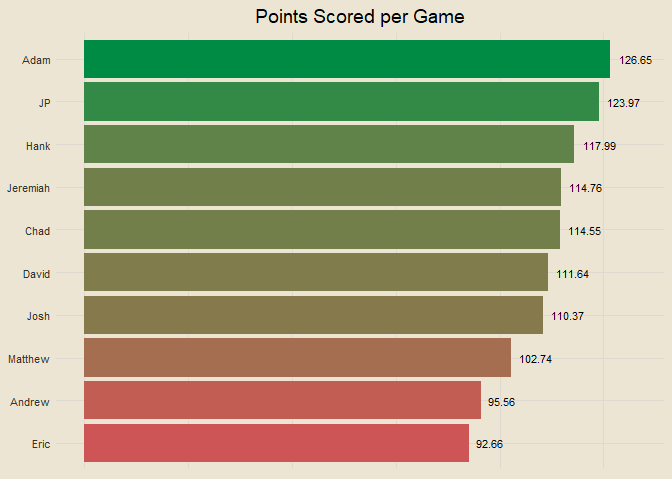 Points Scored per Game
Adam 126.65
JP 123.97
Hank 117.99
Jeremiah 114.76
Chad 114.55
David 111.64
Josh 110.37
Matthew 102.74
Andrew 95.56
Eric 92.66